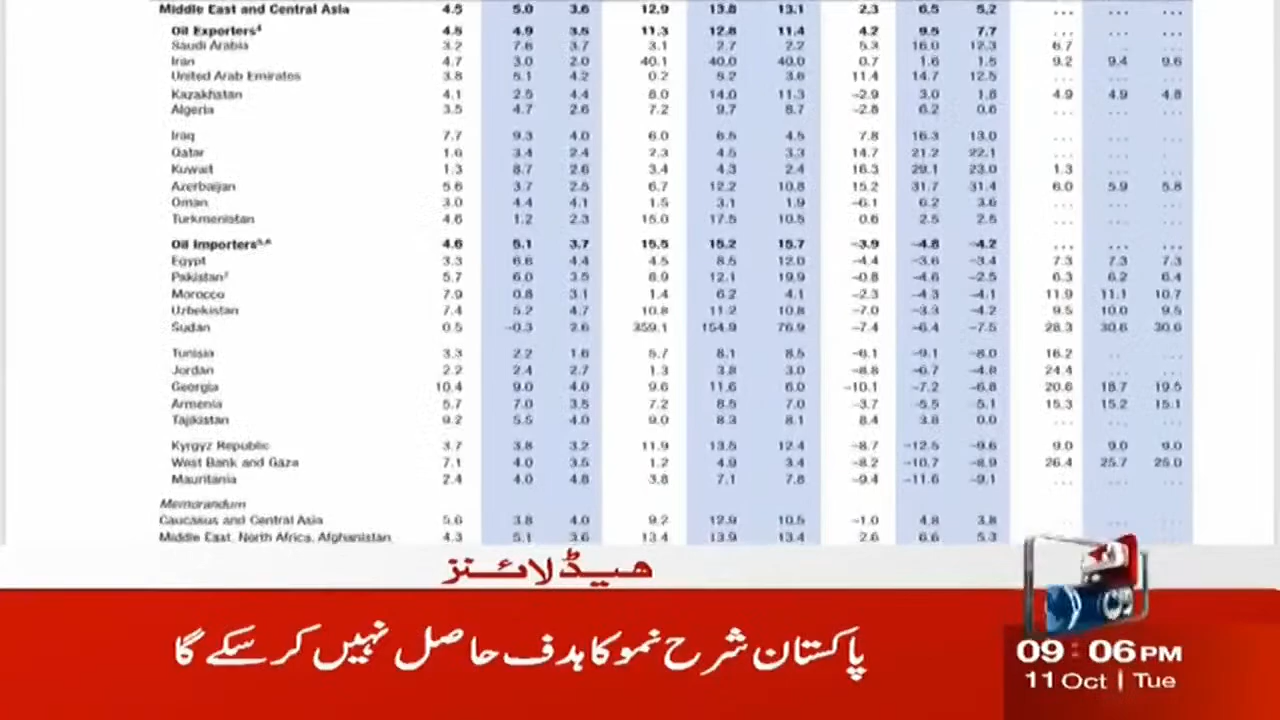 Middle East and Central Asia 4.5 5.0 3.6 12.9 13.8 13.1 2.3 6.5 5.2 ... ... ...
Oil Exporters⁴ 4.5 4.9 3.5 11.3 12.8 11.4 4.2 9.5 7.7 ... ... ...
Saudi Arabia 3.2 7.6 3.7 3.1 2.7 2.2 5.3 16.0 12.3 6.7 ... ...
Iran 4.7 3.0 2.0 40.1 40.0 40.0 0.7 1.6 1.5 9.2 9.4 9.6
United Arab Emirates 3.8 5.1 4.2 0.2 5.2 3.6 11.4 14.7 12.5 ... ... ...
Kazakhstan 4.1 2.5 4.4 8.0 14.0 11.3 –2.9 3.0 1.8 4.9 4.9 4.8
Algeria 3.5 4.7 2.6 7.2 9.7 8.7 –2.8 6.2 0.6 ... ... ...
Iraq 7.7 9.3 4.0 6.0 6.5 4.5 7.8 16.3 13.0 ... ... ...
Qatar 1.6 3.4 2.4 2.3 4.5 3.3 14.7 21.2 22.1 ... ... ...
Kuwait 1.3 8.7 2.6 3.4 4.3 2.4 16.3 29.1 23.0 1.3 ... ...
Azerbaijan 5.6 3.7 2.5 6.7 12.2 10.8 15.2 31.7 31.4 6.0 5.9 5.8
Oman 3.0 4.4 4.1 1.5 3.1 1.9 –6.1 6.2 3.6 ... ... ...
Turkmenistan 4.6 1.2 2.3 15.0 17.5 10.5 0.6 2.5 2.5 ... ... ...
Oil Importers⁵,⁶ 4.6 5.1 3.7 15.5 15.2 15.7 –3.9 –4.8 –4.2 ... ... ...
Egypt 3.3 6.6 4.4 4.5 8.5 12.0 –4.4 –3.6 –3.4 7.3 7.3 7.3
Pakistan⁷ 5.7 6.0 3.5 8.9 12.1 19.9 –0.8 –4.6 –2.5 6.3 6.2 6.4
Morocco 7.9 0.8 3.1 1.4 6.2 4.1 –2.3 –4.3 –4.1 11.9 11.1 10.7
Uzbekistan 7.4 5.2 4.7 10.8 11.2 10.8 –7.0 –3.3 –4.2 9.5 10.0 9.5
Sudan 0.5 –0.3 2.6 359.1 154.9 76.9 –7.4 –6.4 –7.5 28.3 30.6 30.6
Tunisia 3.3 2.2 1.6 5.7 8.1 8.5 –6.1 –9.1 –8.0 16.2 ... ...
Jordan 2.2 2.4 2.7 1.3 3.8 3.0 –8.8 –6.7 –4.8 24.4 ... ...
Georgia 10.4 9.0 4.0 9.6 11.6 6.0 –10.1 –7.2 –6.8 20.6 18.7 19.5
Armenia 5.7 7.0 3.5 7.2 8.5 7.0 –3.7 –5.5 5.1 15.3 15.2 15.1
Tajikistan 9.2 5.5 4.0 9.0 8.3 8.1 8.4 3.8 0.0 ... ... ...
Kyrgyz Republic 3.7 3.8 3.2 11.9 13.5 12.4 –8.7 –12.5 –9.6 9.0 9.0 9.0
West Bank and Gaza 7.1 4.0 3.5 1.2 4.9 3.4 –8.2 –10.7 –8.9 26.4 25.7 25.0
Mauritania 2.4 4.0 4.8 3.8 7.1 7.8 –9.4 –11.6 –9.1 ... ... ...
Memorandum
Caucasus and Central Asia 5.6 3.8 4.0 9.2 12.9 10.5 –1.0 4.8 3.8 ... ... ...
Middle East, North Africa, Afghanistan, 4.3 5.1 3.6 13.4 13.9 13.4 2.6 6.6 5.3 ... ... ...
ہیڈلائنز
پاکستان شرح نمو کا ہدف حاصل نہیں کر سکے گا
09:06 PM
11 Oct | Tue